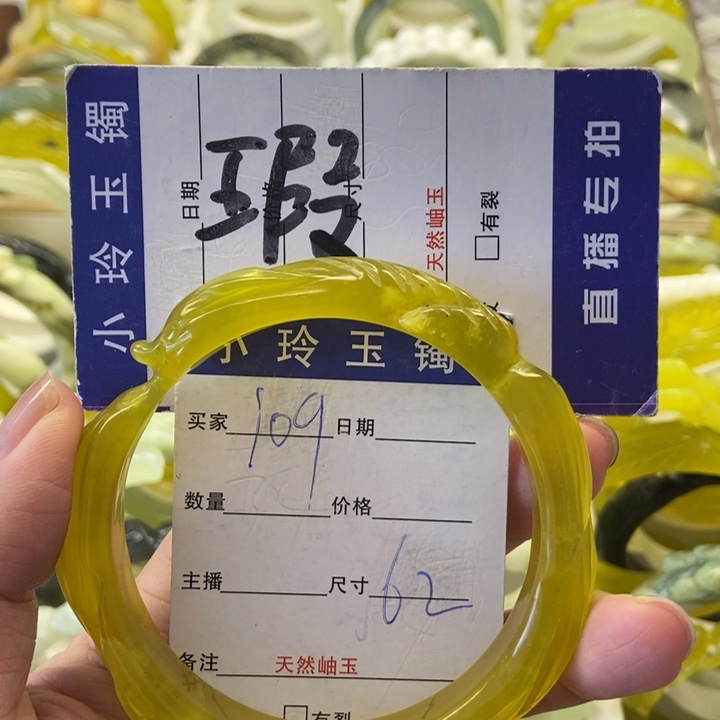 小玲玉镯
日期
瑕
尺寸
天然岫玉
有裂
直播专拍
小玲玉镯
买家 109 日期
数量 价格
主播 尺寸 62
备注 天然岫玉
有裂